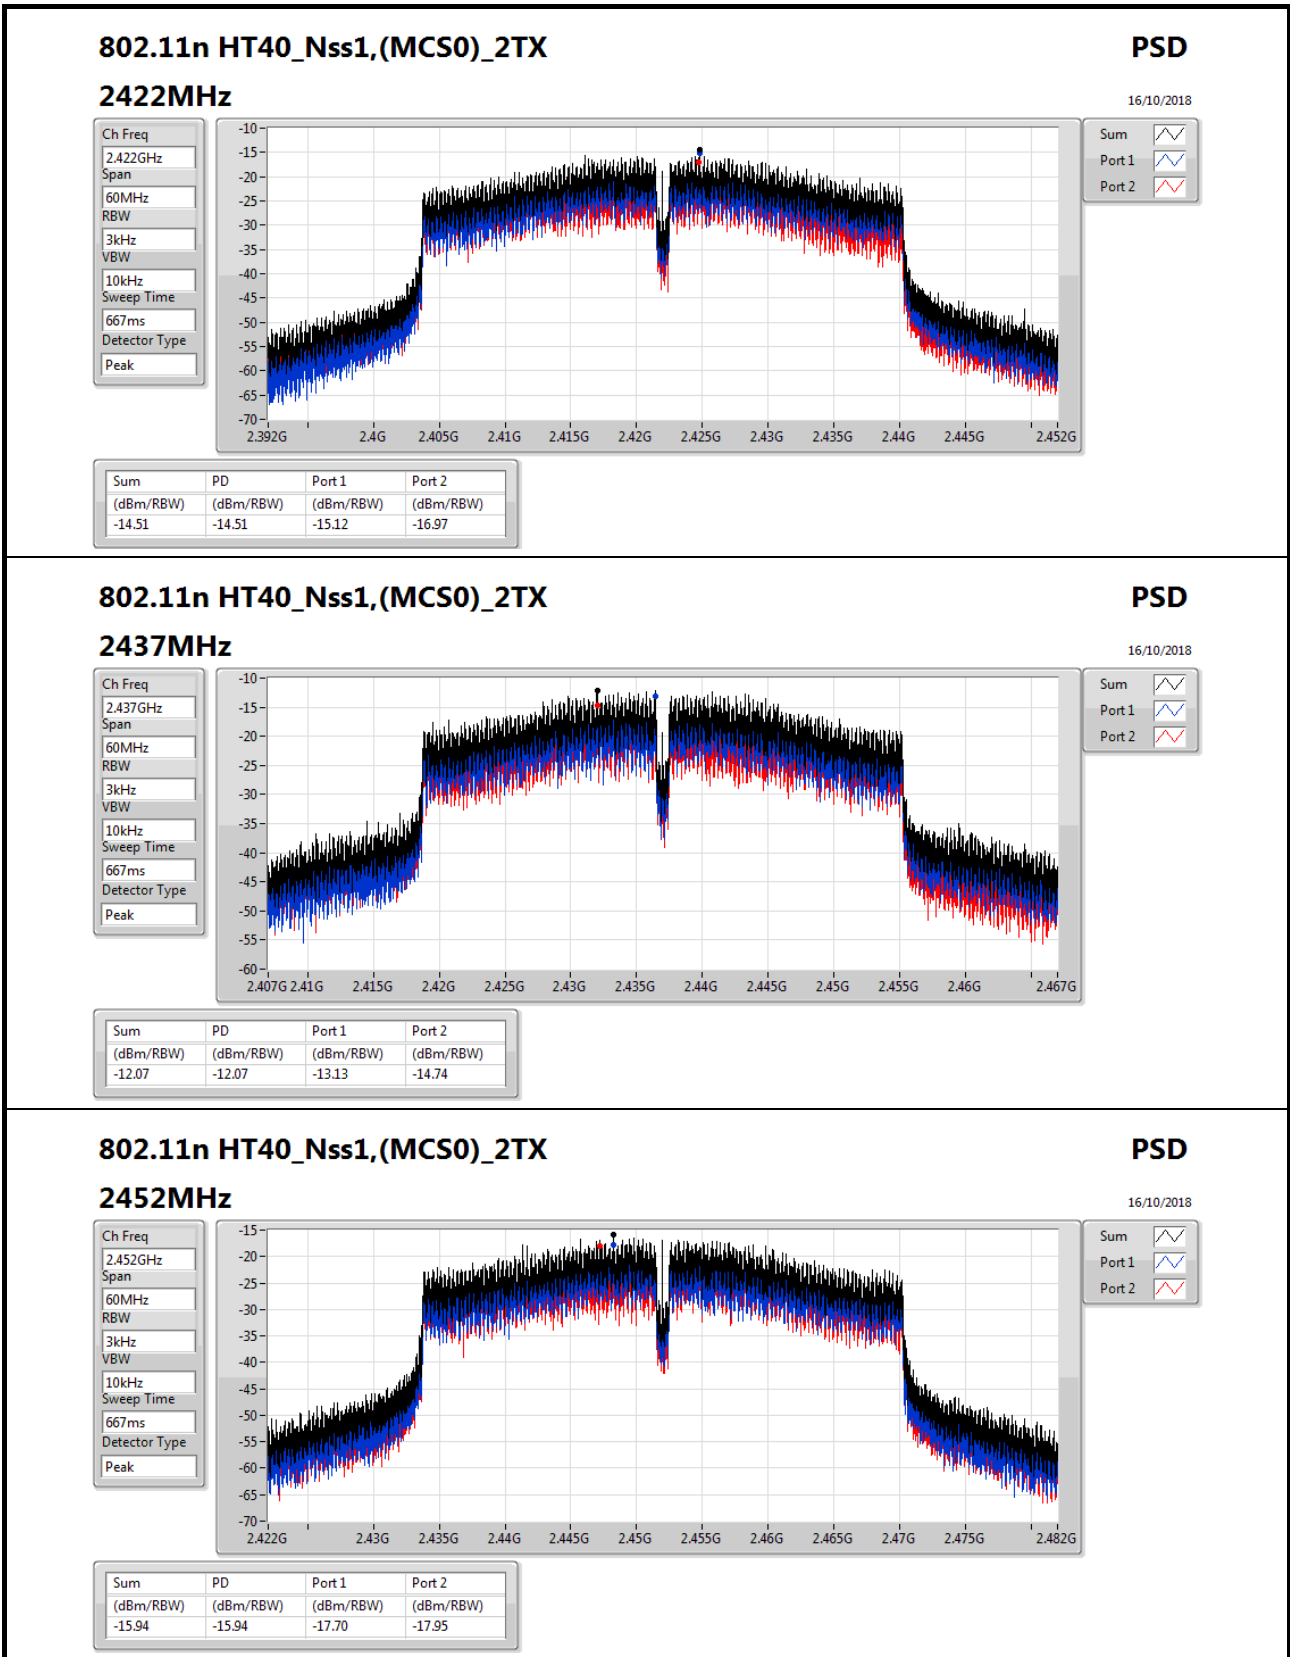 802.11n HT40_Nss1,(MCS0)_2TX PSD
2422MHz 16/10/2018
Ch Freq
2.422GHz
Span
60MHz
RBW
3kHz
VBW
10kHz
Sweep Time
667ms
Detector Type
Peak
-10
-15
-20
-25
-30
-35
-40
-45
-50
-55
-60
-65
-70
2.392G 2.4G 2.405G 2.41G 2.415G 2.42G 2.425G 2.43G 2.435G 2.44G 2.445G 2.452G
Sum
Port 1
Port 2
Sum PD Port 1 Port 2
(dBm/RBW) (dBm/RBW) (dBm/RBW) (dBm/RBW)
-14.51 -14.51 -15.12 -16.97
802.11n HT40_Nss1,(MCS0)_2TX PSD
2437MHz 16/10/2018
Ch Freq
2.437GHz
Span
60MHz
RBW
3kHz
VBW
10kHz
Sweep Time
667ms
Detector Type
Peak
-10
-15
-20
-25
-30
-35
-40
-45
-50
-55
-60
2.407G 2.41G 2.415G 2.42G 2.425G 2.43G 2.435G 2.44G 2.445G 2.45G 2.455G 2.46G 2.467G
Sum
Port 1
Port 2
Sum PD Port 1 Port 2
(dBm/RBW) (dBm/RBW) (dBm/RBW) (dBm/RBW)
-12.07 -12.07 -13.13 -14.74
802.11n HT40_Nss1,(MCS0)_2TX PSD
2452MHz 16/10/2018
Ch Freq
2.452GHz
Span
60MHz
RBW
3kHz
VBW
10kHz
Sweep Time
667ms
Detector Type
Peak
-15
-20
-25
-30
-35
-40
-45
-50
-55
-60
-65
-70
2.422G 2.43G 2.435G 2.44G 2.445G 2.45G 2.455G 2.46G 2.465G 2.47G 2.475G 2.482G
Sum
Port 1
Port 2
Sum PD Port 1 Port 2
(dBm/RBW) (dBm/RBW) (dBm/RBW) (dBm/RBW)
-15.94 -15.94 -17.70 -17.95